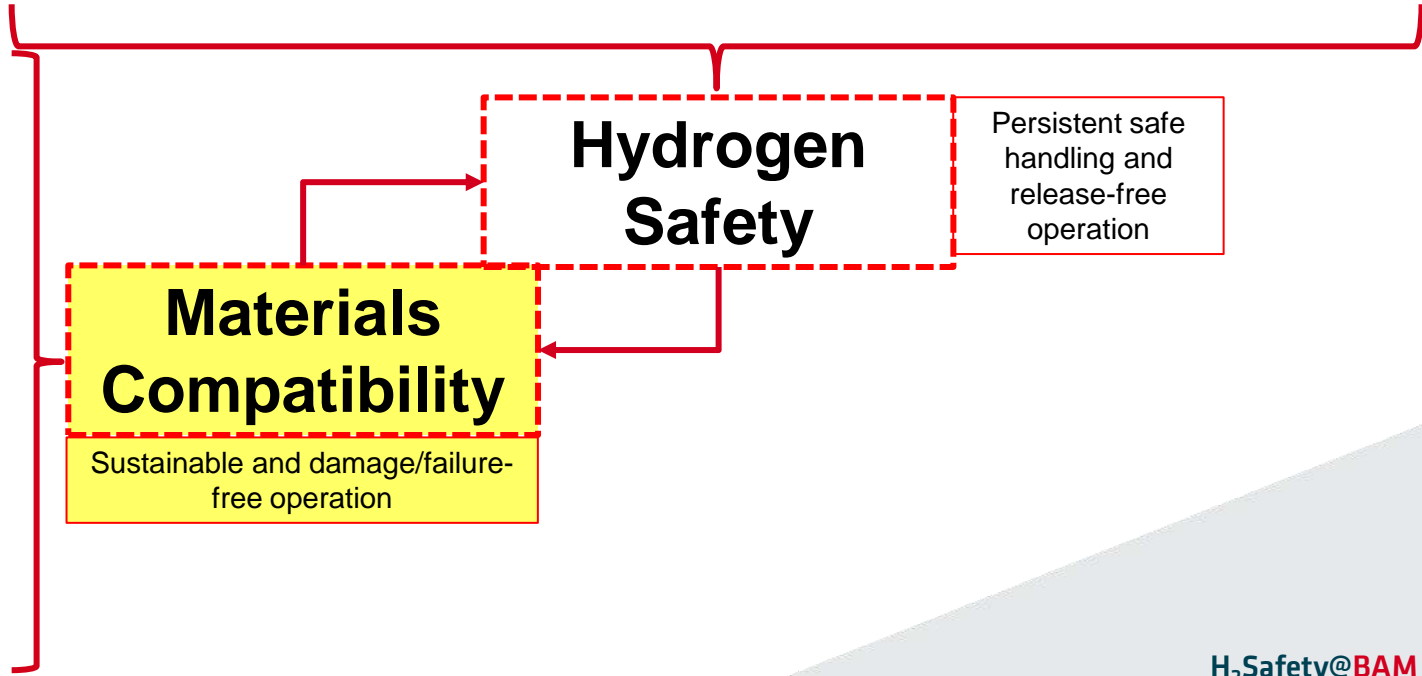 Hydrogen
Safety
Persistent safe
handling and
release-free
operation
Materials
Compatibility
Sustainable and damage/failure-
free operation
H₂Safety@BAM